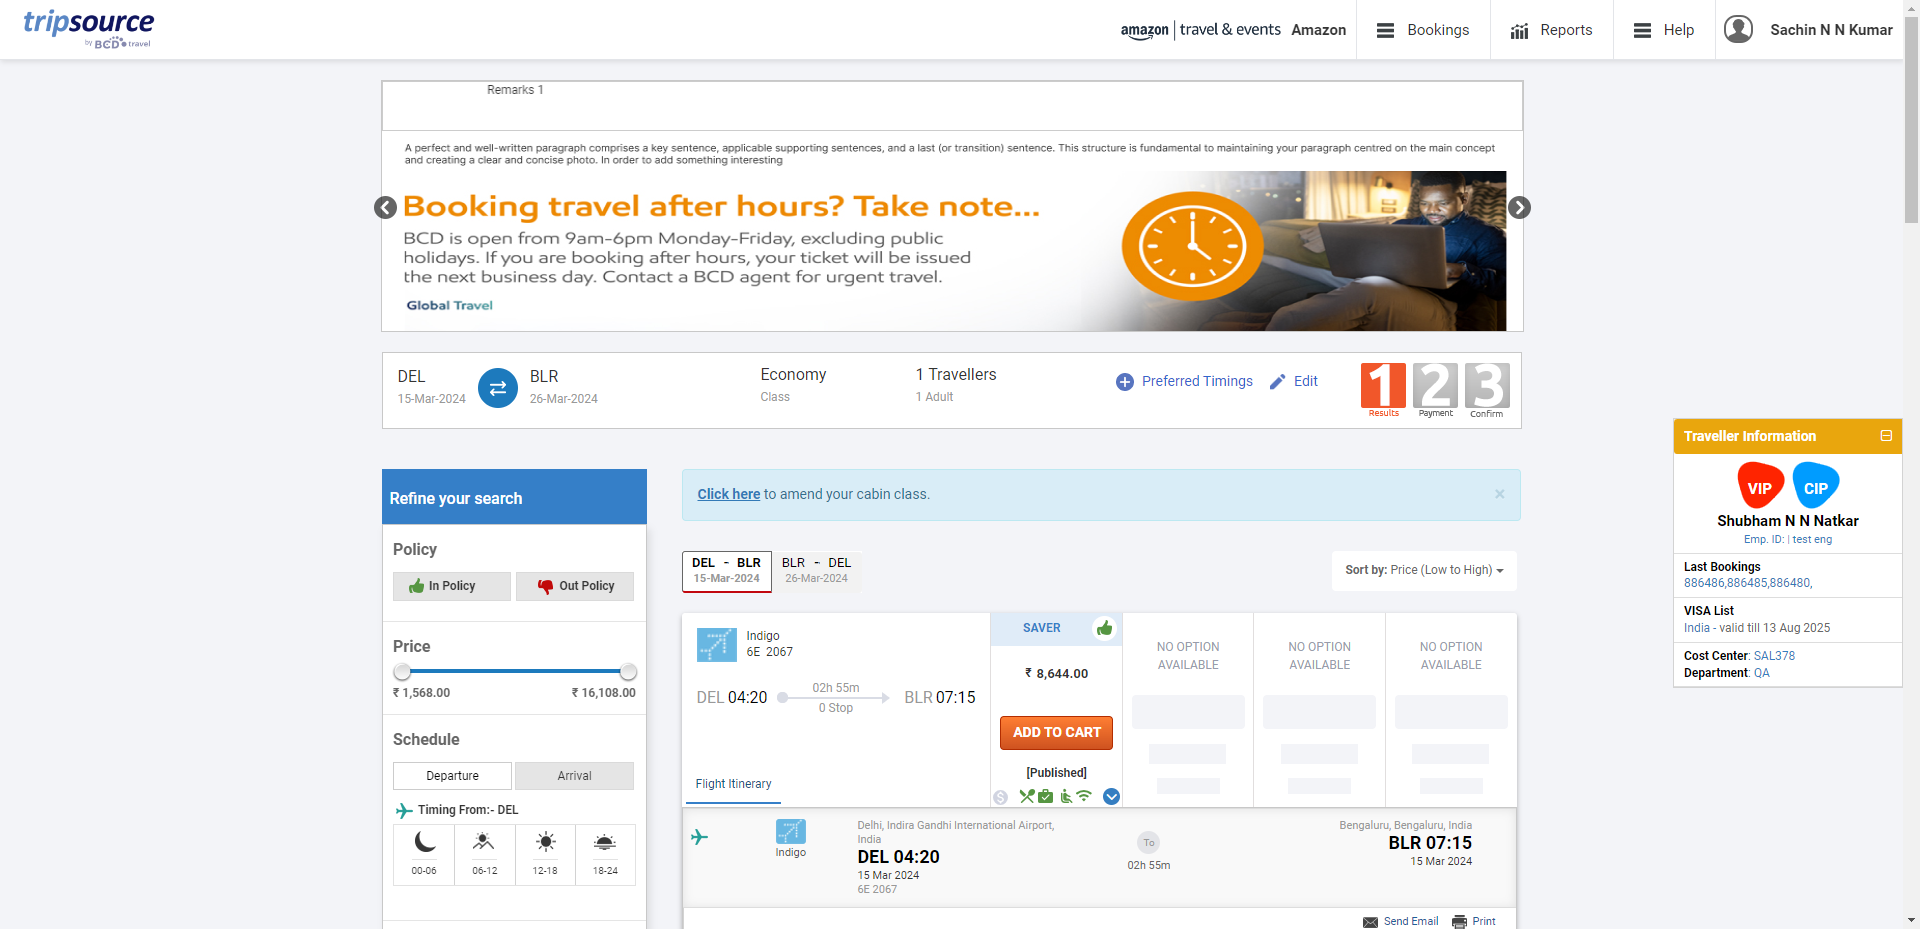 tripsource
by BCD travel
amazon | travel & events Amazon
Bookings
Reports
Help
Sachin N N Kumar
Remarks 1
A perfect and well-written paragraph comprises a key sentence, applicable supporting sentences, and a last (or transition) sentence. This structure is fundamental to maintaining your paragraph centred on the main concept
and creating a clear and concise photo. In order to add something interesting
Booking travel after hours? Take note...
BCD is open from 9am-6pm Monday-Friday, excluding public
holidays. If you are booking after hours, your ticket will be issued
the next business day. Contact a BCD agent for urgent travel.
Global Travel
DEL
15-Mar-2024
BLR
26-Mar-2024
Economy
Class
1 Travellers
1 Adult
Preferred Timings
Edit
1 2 3
Results Payment Confirm
Traveller Information
VIP CIP
Shubham N N Natkar
Emp. ID: | test eng
Last Bookings
886486,886485,886480,
VISA List
India - valid till 13 Aug 2025
Cost Center: SAL378
Department: QA
Refine your search
Policy
In Policy
Out Policy
Price
₹ 1,568.00
₹ 16,108.00
Schedule
Departure
Arrival
Timing From:- DEL
00-06
06-12
12-18
18-24
Click here to amend your cabin class.
×
DEL - BLR
15-Mar-2024
BLR - DEL
26-Mar-2024
Sort by: Price (Low to High)
Indigo
6E 2067
DEL 04:20
02h 55m
0 Stop
BLR 07:15
Flight Itinerary
SAVER
₹ 8,644.00
ADD TO CART
[Published]
NO OPTION
AVAILABLE
NO OPTION
AVAILABLE
NO OPTION
AVAILABLE
Indigo
Delhi, Indira Gandhi International Airport,
India
DEL 04:20
15 Mar 2024
6E 2067
To
02h 55m
Bengaluru, Bengaluru, India
BLR 07:15
15 Mar 2024
Send Email
Print